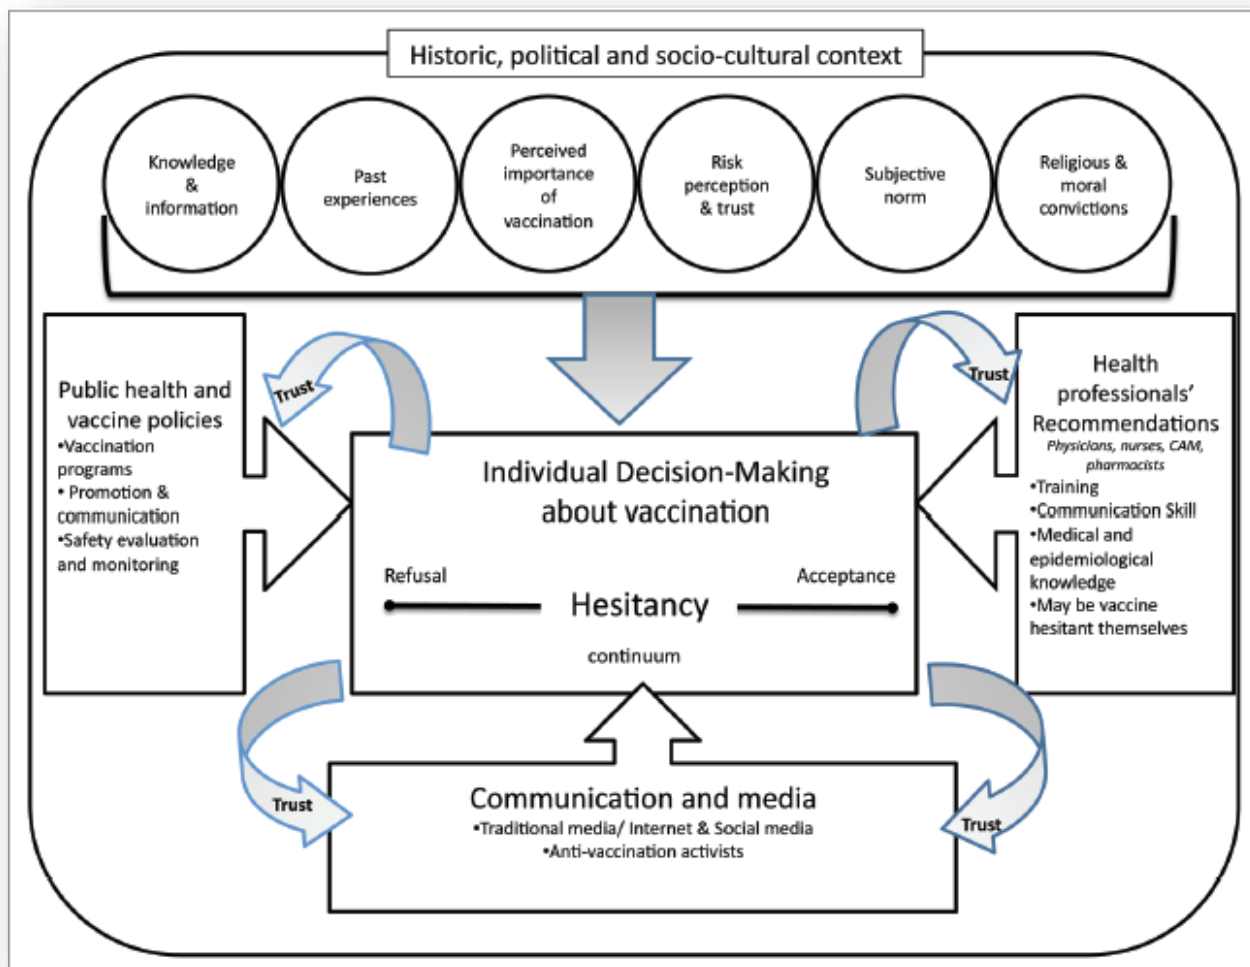 Historic, political and socio-cultural context
Knowledge
&
information
Past
experiences
Perceived
importance
of
vaccination
Risk
perception
& trust
Subjective
norm
Religious &
moral
convictions
Public health and
vaccine policies
•Vaccination
programs
• Promotion &
communication
•Safety evaluation
and monitoring
Trust
Trust
Health
professionals’
Recommendations
Physicians, nurses, CAM,
pharmacists
•Training
•Communication Skill
•Medical and
epidemiological
knowledge
•May be vaccine
hesitant themselves
Individual Decision-Making
about vaccination
Refusal
Acceptance
Hesitancy
continuum
Trust
Trust
Communication and media
•Traditional media/ Internet & Social media
•Anti-vaccination activists